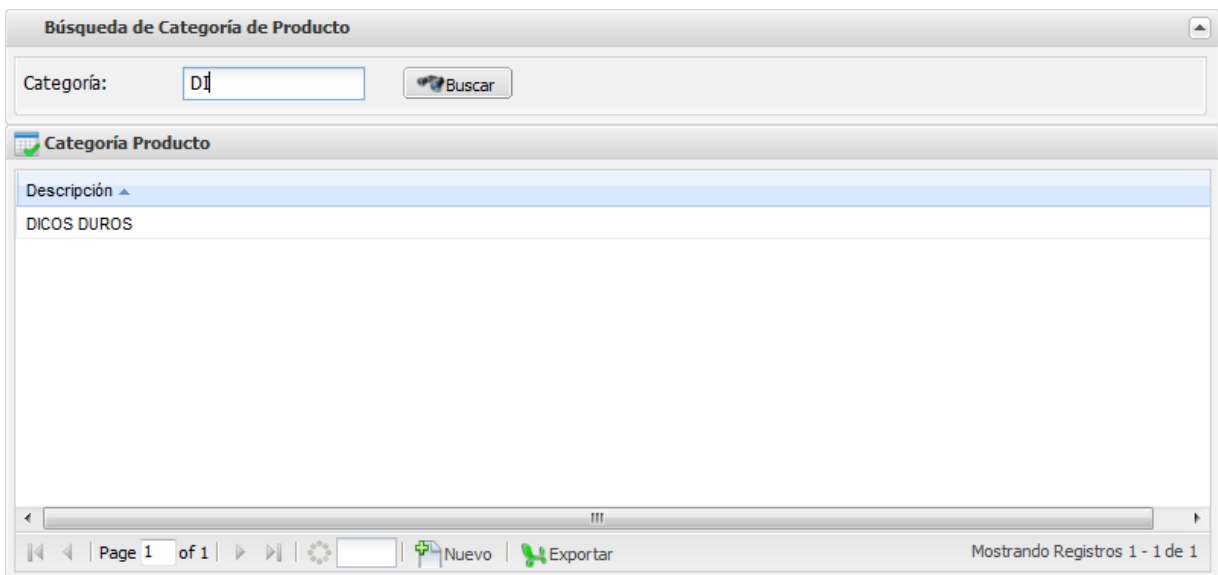 Búsqueda de Categoría de Producto
Categoría: DI Buscar
Categoría Producto
Descripción
DICOS DUROS
Page 1 of 1 Nuevo Exportar Mostrando Registros 1 - 1 de 1